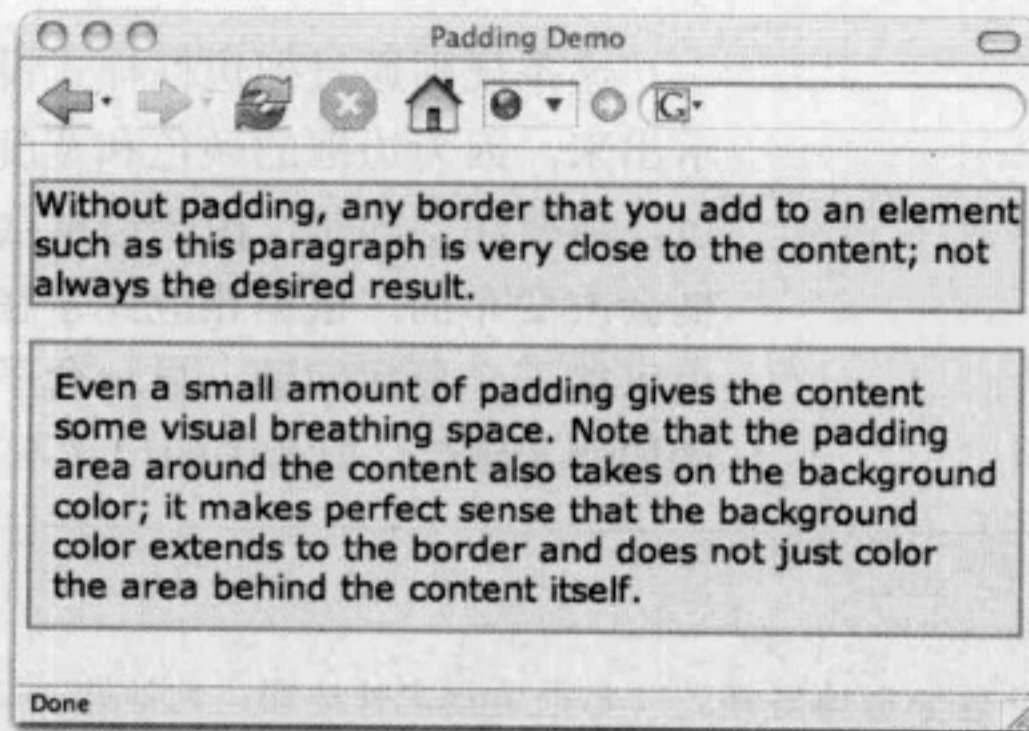 Padding Demo
G
Without padding, any border that you add to an element
such as this paragraph is very close to the content; not
always the desired result.
Even a small amount of padding gives the content
some visual breathing space. Note that the padding
area around the content also takes on the background
color; it makes perfect sense that the background
color extends to the border and does not just color
the area behind the content itself.
Done